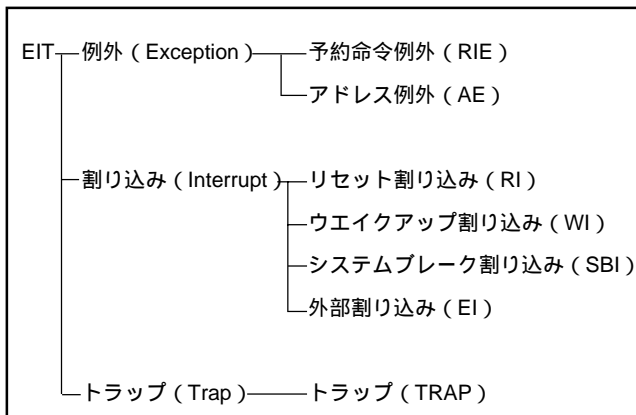 EIT 例外（Exception） 予約命令例外（RIE）
アドレス例外（AE）
割り込み（Interrupt） リセット割り込み（RI）
ウエイクアップ割り込み（WI）
システムブレーク割り込み（SBI）
外部割り込み（EI）
トラップ（Trap） トラップ（TRAP）